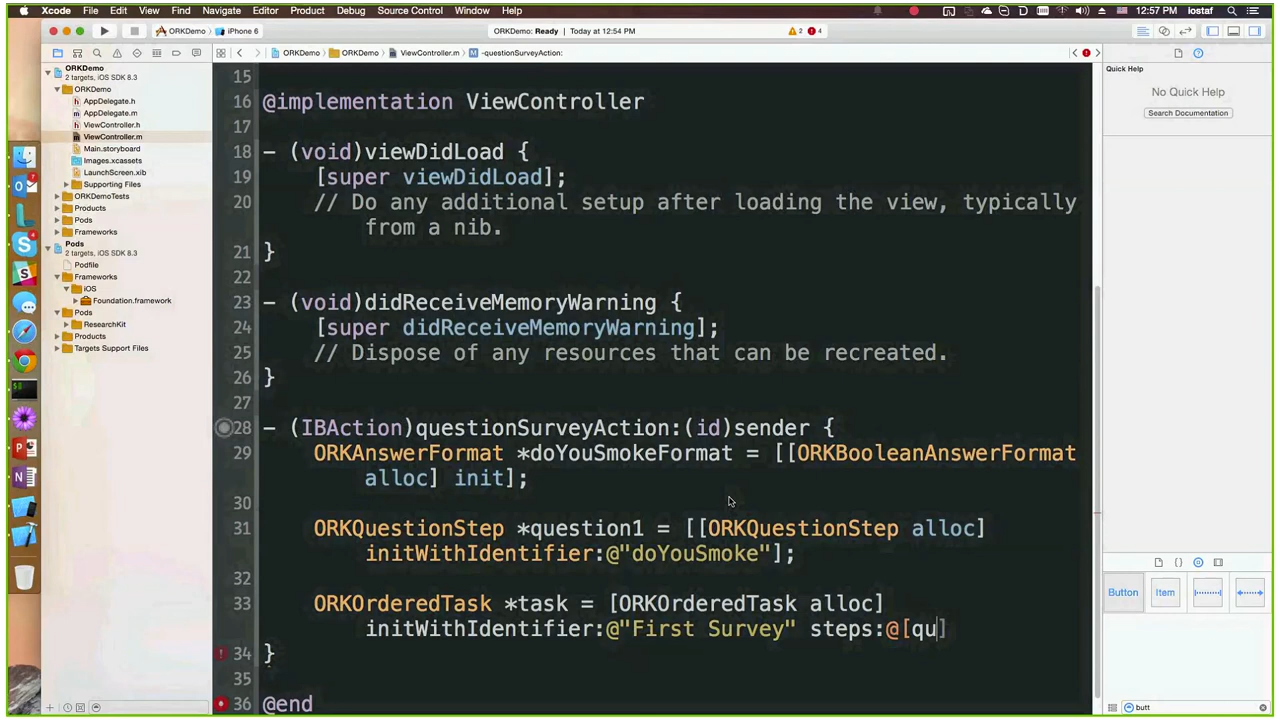 Xcode File Edit View Find Navigate Editor Product Debug Source Control Window Help 12:57 PM iostaf
ORKDemo iPhone 6 ORKDemo: Ready Today at 12:54 PM 2 4
ORKDemo ORKDemo ViewController.m -questionSurveyAction:
ORKDemo
2 targets, iOS SDK 8.3
ORKDemo
AppDelegate.h
AppDelegate.m
ViewController.h
ViewController.m
Main.storyboard
Images.xcassets
LaunchScreen.xib
Supporting Files
ORKDemoTests
Products
Pods
Frameworks
Pods
2 targets, iOS SDK 8.3
Podfile
Frameworks
iOS
Foundation.framework
Pods
ResearchKit
Products
Targets Support Files
15
16 @implementation ViewController
17
18 - (void)viewDidLoad {
19 [super viewDidLoad];
20 // Do any additional setup after loading the view, typically
from a nib.
21 }
22
23 - (void)didReceiveMemoryWarning {
24 [super didReceiveMemoryWarning];
25 // Dispose of any resources that can be recreated.
26 }
27
28 - (IBAction)questionSurveyAction:(id)sender {
29 ORKAnswerFormat *doYouSmokeFormat = [[ORKBooleanAnswerFormat
alloc] init];
30
31 ORKQuestionStep *question1 = [[ORKQuestionStep alloc]
initWithIdentifier:@"doYouSmoke"];
32
33 ORKOrderedTask *task = [ORKOrderedTask alloc]
initWithIdentifier:@"First Survey" steps:@[qu]
34 }
35
36 @end
Quick Help
No Quick Help
Search Documentation
Button Item
butt